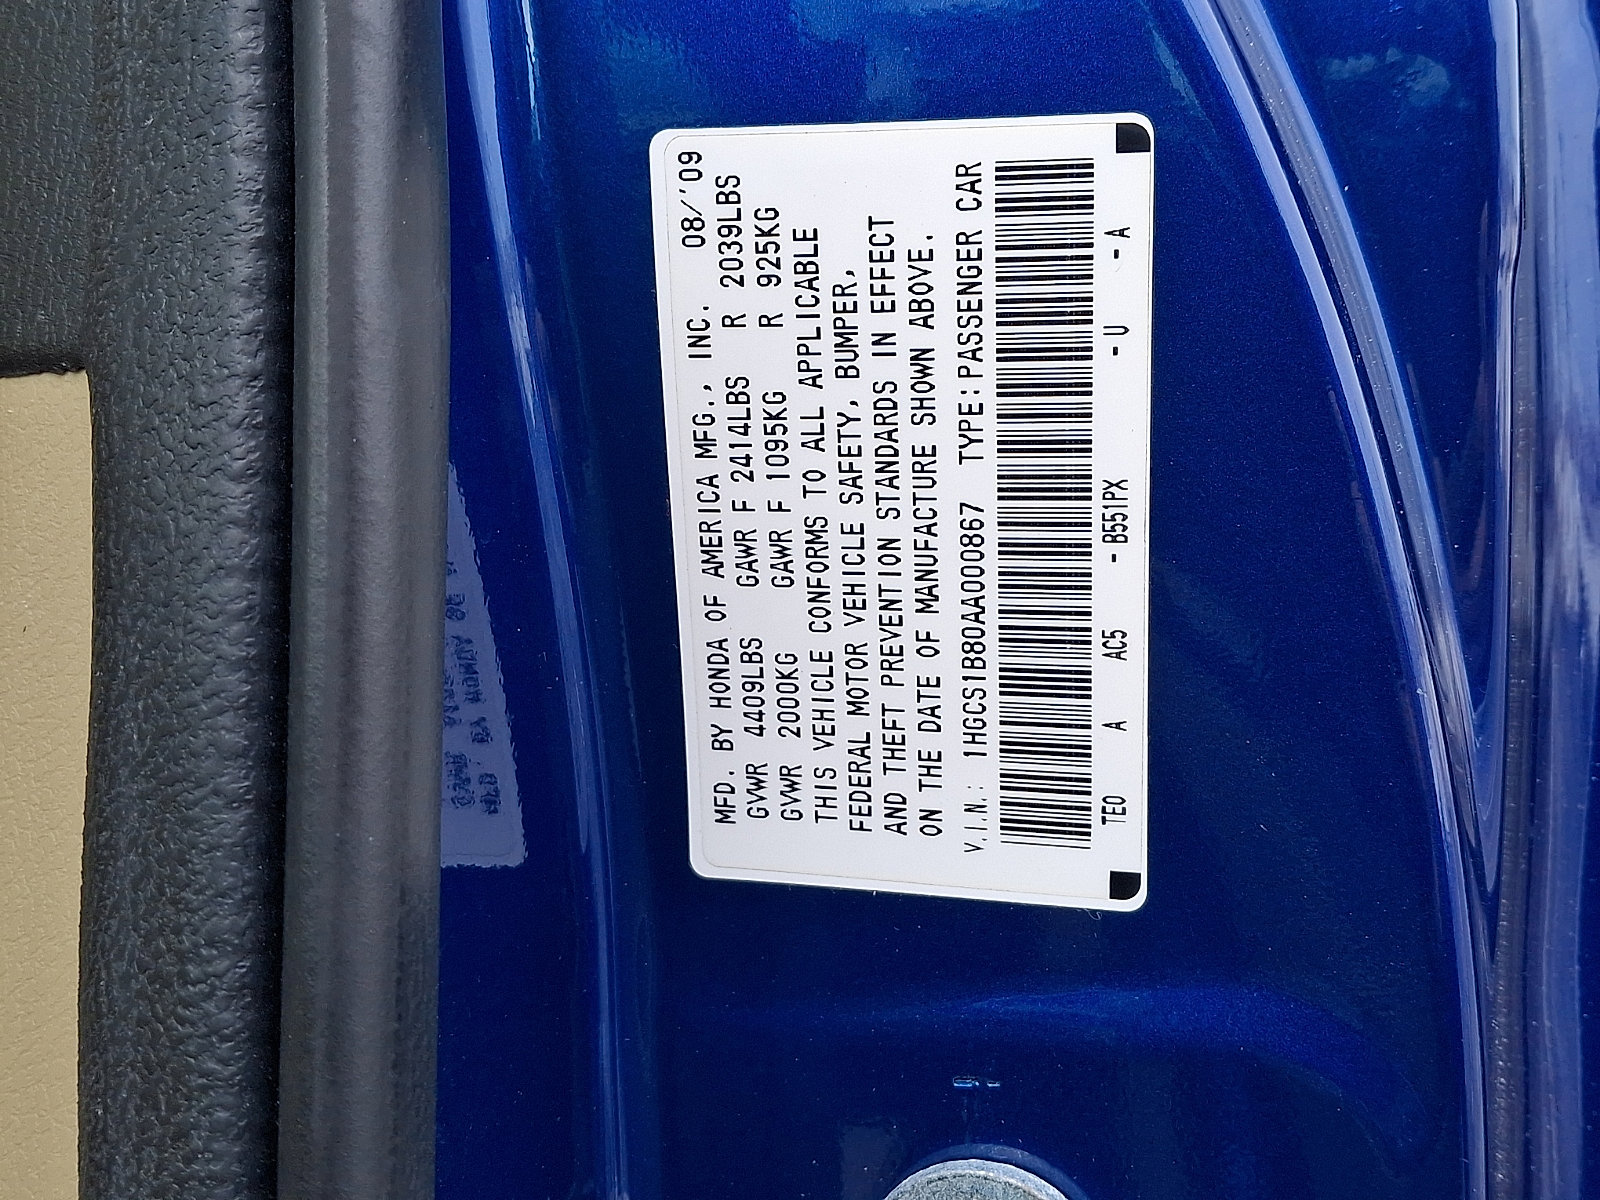 MFD. BY HONDA OF AMERICA MFG., INC. 08/'09
GVWR 4409LBS GAWR F 2414LBS R 2039LBS
GVWR 2000KG GAWR F 1095KG R 925KG
THIS VEHICLE CONFORMS TO ALL APPLICABLE
FEDERAL MOTOR VEHICLE SAFETY, BUMPER,
AND THEFT PREVENTION STANDARDS IN EFFECT
ON THE DATE OF MANUFACTURE SHOWN ABOVE.
V.I.N.: 1HGCS1B80AA000867 TYPE:PASSENGER CAR
TE0 A AC5 -B551PX -U -A